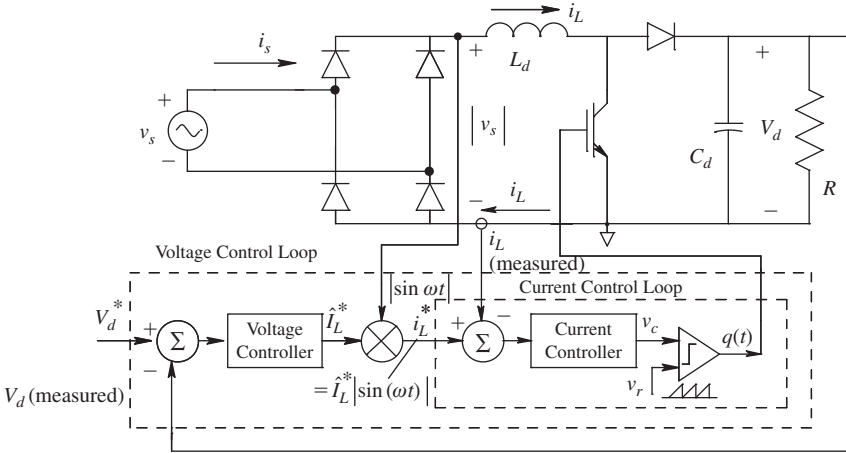 i_L
i_s
+
L_d
+
+
v_s
−
|v_s|
C_d
V_d
R
−
i_L
−
Voltage Control Loop
i_L
(measured)
|sin ωt|
Current Control Loop
V_d^*
+
Σ
−
Voltage
Controller
Î_L^*
i_L^*
+
Σ
−
Current
Controller
v_c
q(t)
v_r
= Î_L^* |sin (ωt)|
V_d (measured)